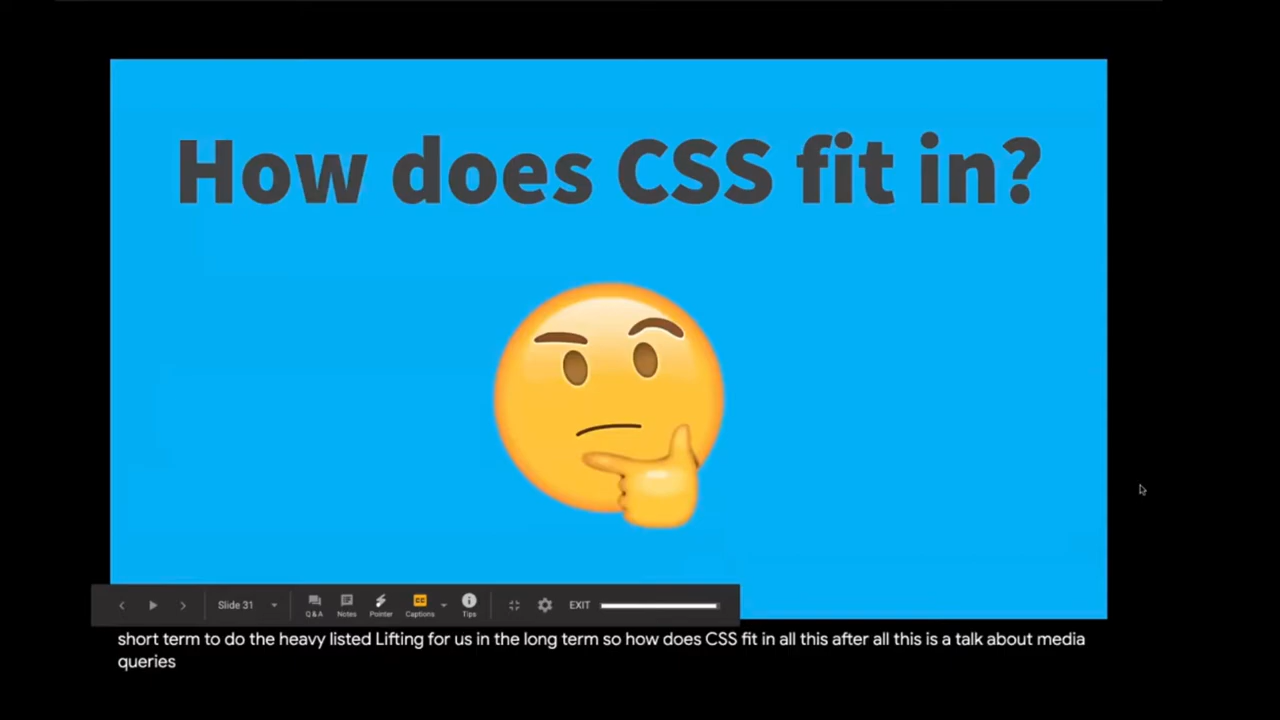 How does CSS fit in?
Slide 31
Q&A Notes Pointer CC Captions Tips EXIT
short term to do the heavy listed Lifting for us in the long term so how does CSS fit in all this after all this is a talk about media
queries